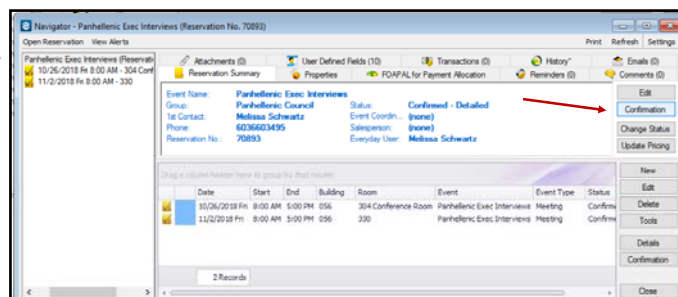 Navigator - Panhellenic Exec Interviews (Reservation No. 70893)
Open Reservation View Alerts Print Refresh Settings
Panhellenic Exec Interviews (Reservati
10/26/2018 Fri 8:00 AM - 304 Conf
11/2/2018 Fri 8:00 AM - 330
Attachments (0) User Defined Fields (10) Transactions (0) History* Emails (0)
Reservation Summary Properties FOAPAL for Payment Allocation Reminders (0) Comments (0)
Event Name: Panhellenic Exec Interviews
Group: Panhellenic Council Status: Confirmed - Detailed
1st Contact: Melissa Schwartz Event Coordin... (none)
Phone: 6036603495 Salesperson: (none)
Reservation No.: 70893 Everyday User: Melissa Schwartz
Edit
Confirmation
Change Status
Update Pricing
Drag a column header here to group by that column
Date Start End Building Room Event Event Type Status
10/26/2018 Fri 8:00 AM 5:00 PM 056 304 Conference Room Panhellenic Exec Interviews Meeting Confirme
11/2/2018 Fri 8:00 AM 5:00 PM 056 330 Panhellenic Exec Interviews Meeting Confirme
2 Records
New
Edit
Delete
Tools
Details
Confirmation
Close